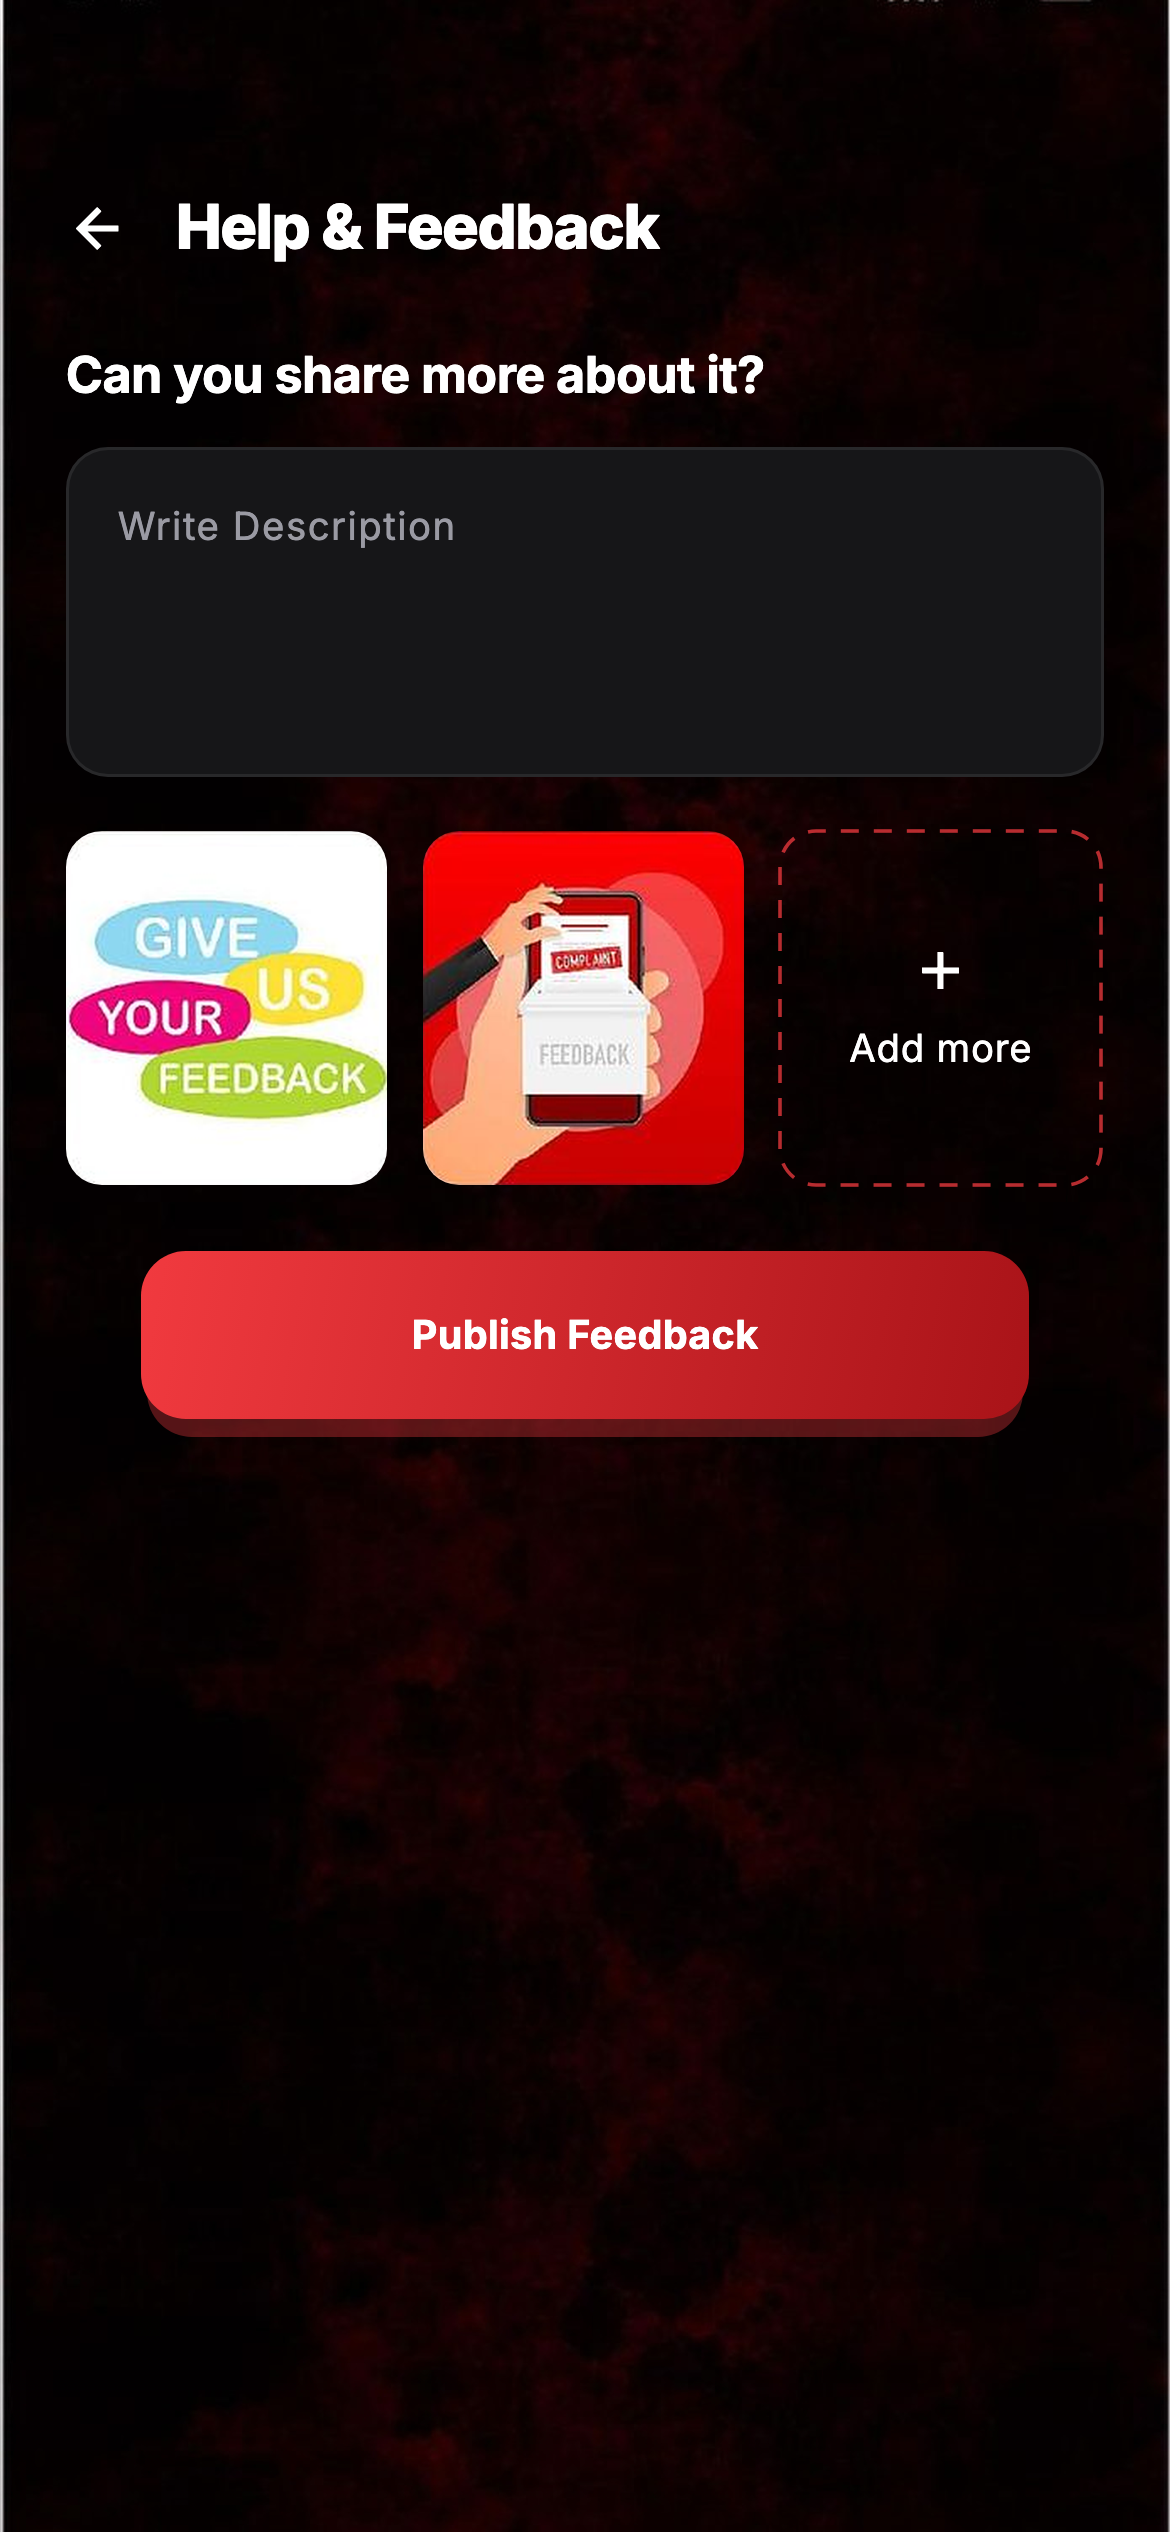 Help & Feedback
Can you share more about it?
Write Description
GIVE
US
YOUR
FEEDBACK
COMPLAINT
FEEDBACK
Add more
Publish Feedback